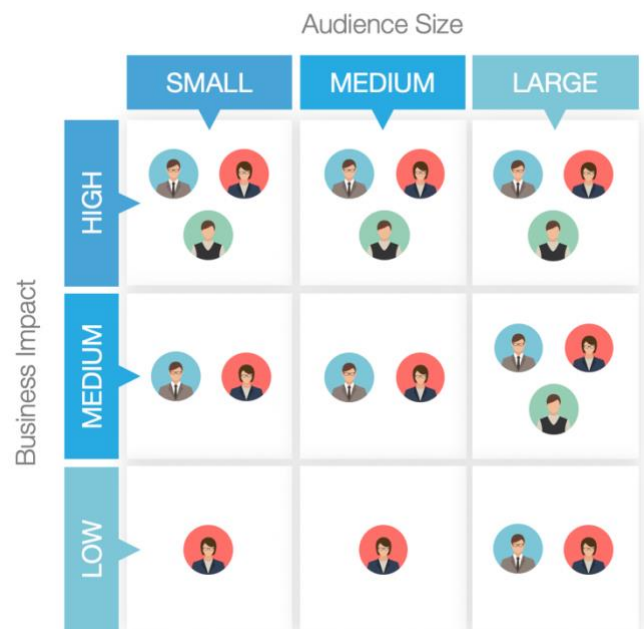 Audience Size
SMALL
MEDIUM
LARGE
Business Impact
HIGH
MEDIUM
LOW